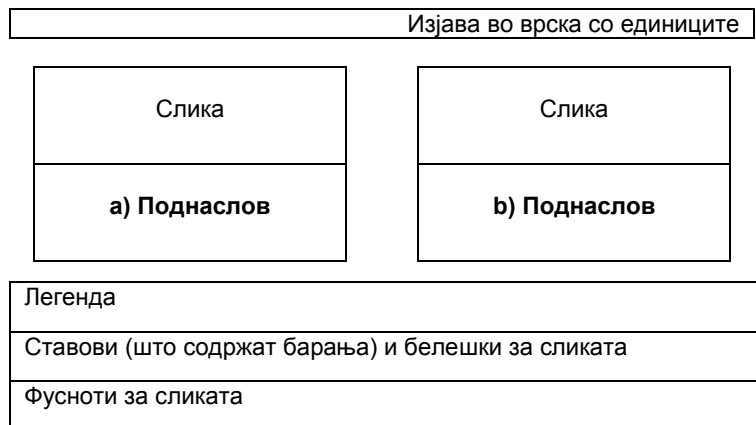 Изјава во врска со единиците
Слика
Слика
a) Поднаслов
b) Поднаслов
Легенда
Ставови (што содржат барања) и белешки за сликата
Фусноти за сликата